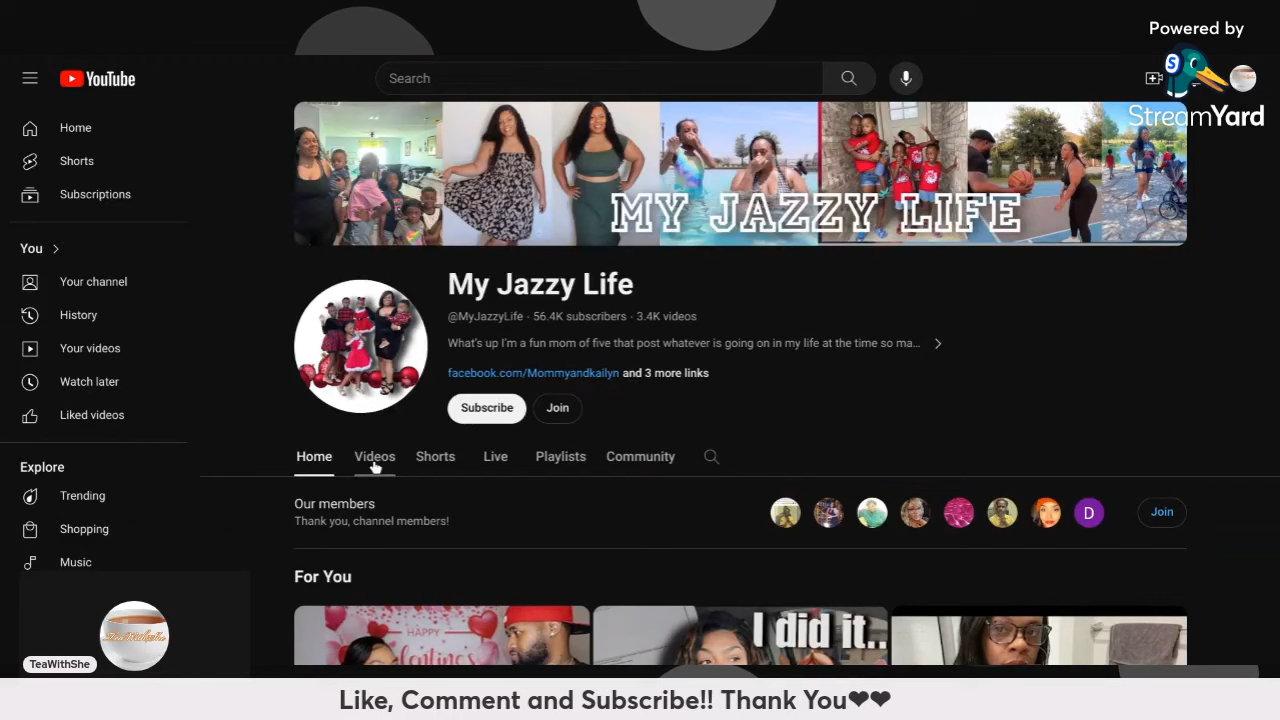 Powered by
StreamYard
YouTube
Search
Home
Shorts
Subscriptions
You
Your channel
History
Your videos
Watch later
Liked videos
Explore
Trending
Shopping
Music
MY JAZZY LIFE
My Jazzy Life
@MyJazzyLife · 56.4K subscribers · 3.4K videos
What's up I'm a fun mom of five that post whatever is going on in my life at the time so ma...
facebook.com/Mommyandkailyn and 3 more links
Subscribe
Join
Home
Videos
Shorts
Live
Playlists
Community
Our members
Thank you, channel members!
D
Join
For You
HAPPY
Valentine's
I did it..
TeaWithShe
TeaWithShe
Like, Comment and Subscribe!! Thank You❤❤